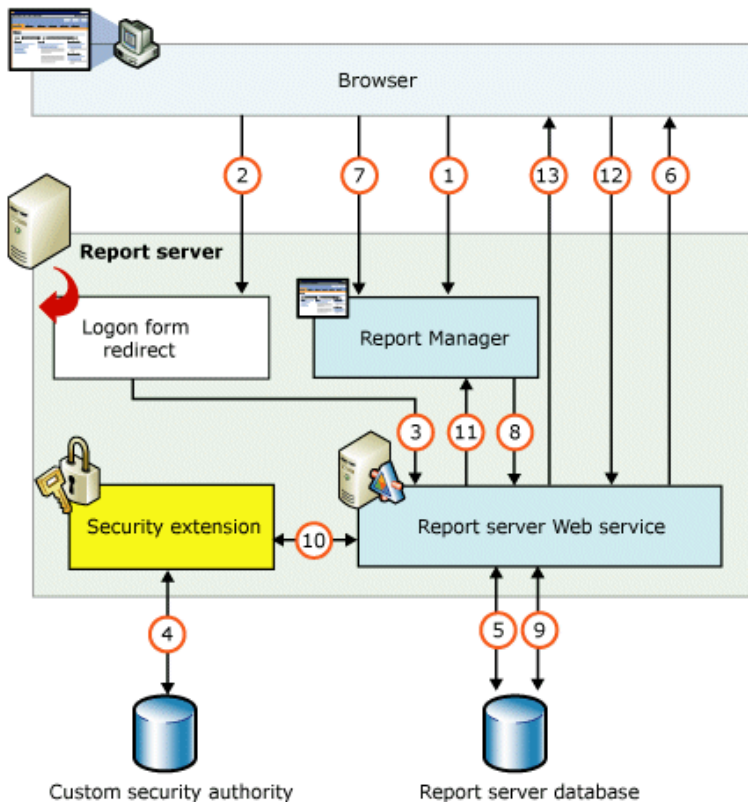 Browser
2
7
1
13
12
6
Report server
Logon form
redirect
Report Manager
3
11
8
Security extension
10
Report server Web service
4
5
9
Custom security authority
Report server database